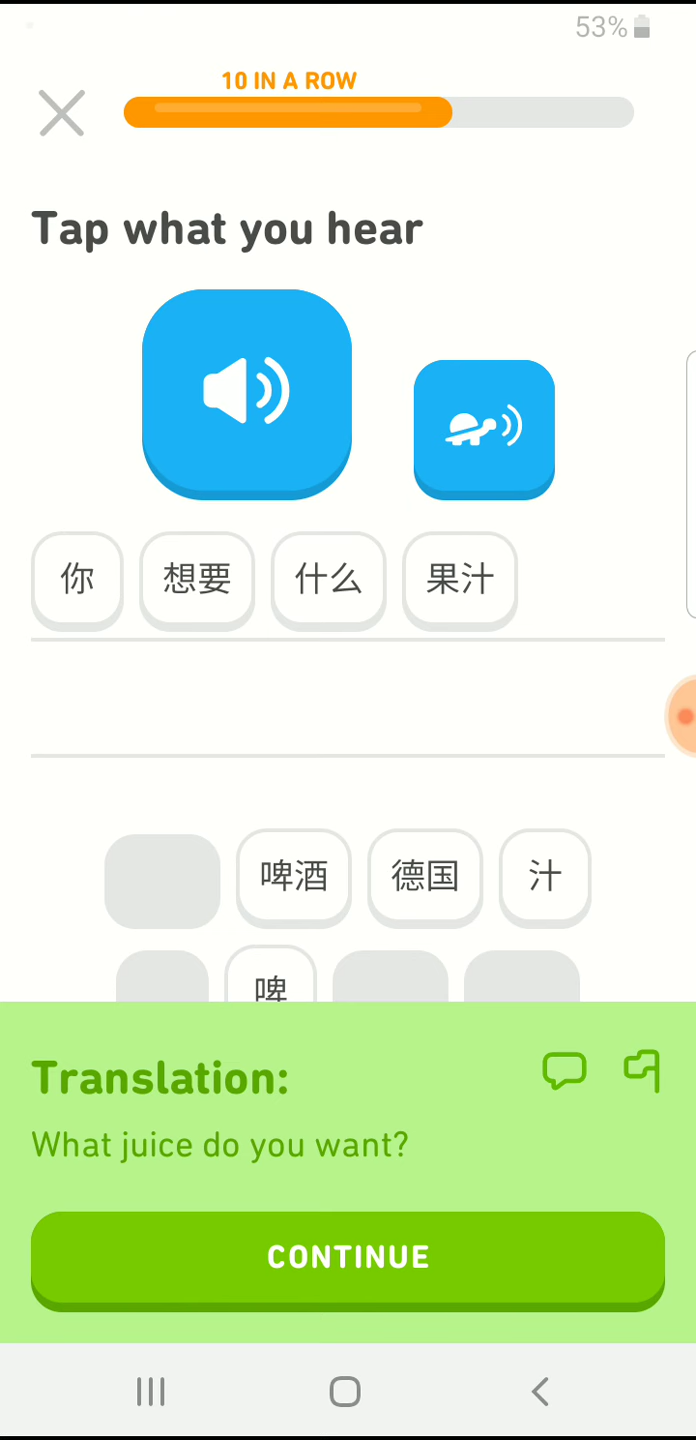 53%
10 IN A ROW
Tap what you hear
你 想要 什么 果汁
啤酒 德国 汁
啤
Translation:
What juice do you want?
CONTINUE